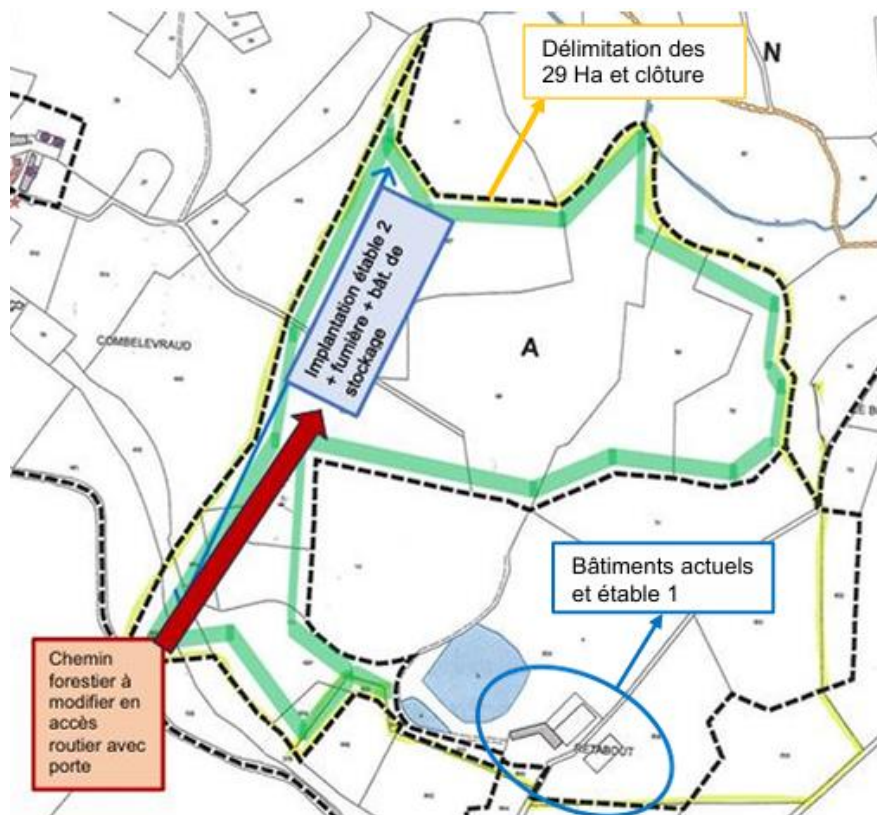 Délimitation des
29 Ha et clôture
N
Implantation étable 2
+ fumière + bât. de
stockage
COMBELEVRAUD
A
LE B
Bâtiments actuels
et étable 1
Chemin
forestier à
modifier en
accès
routier avec
porte
RETABOUT